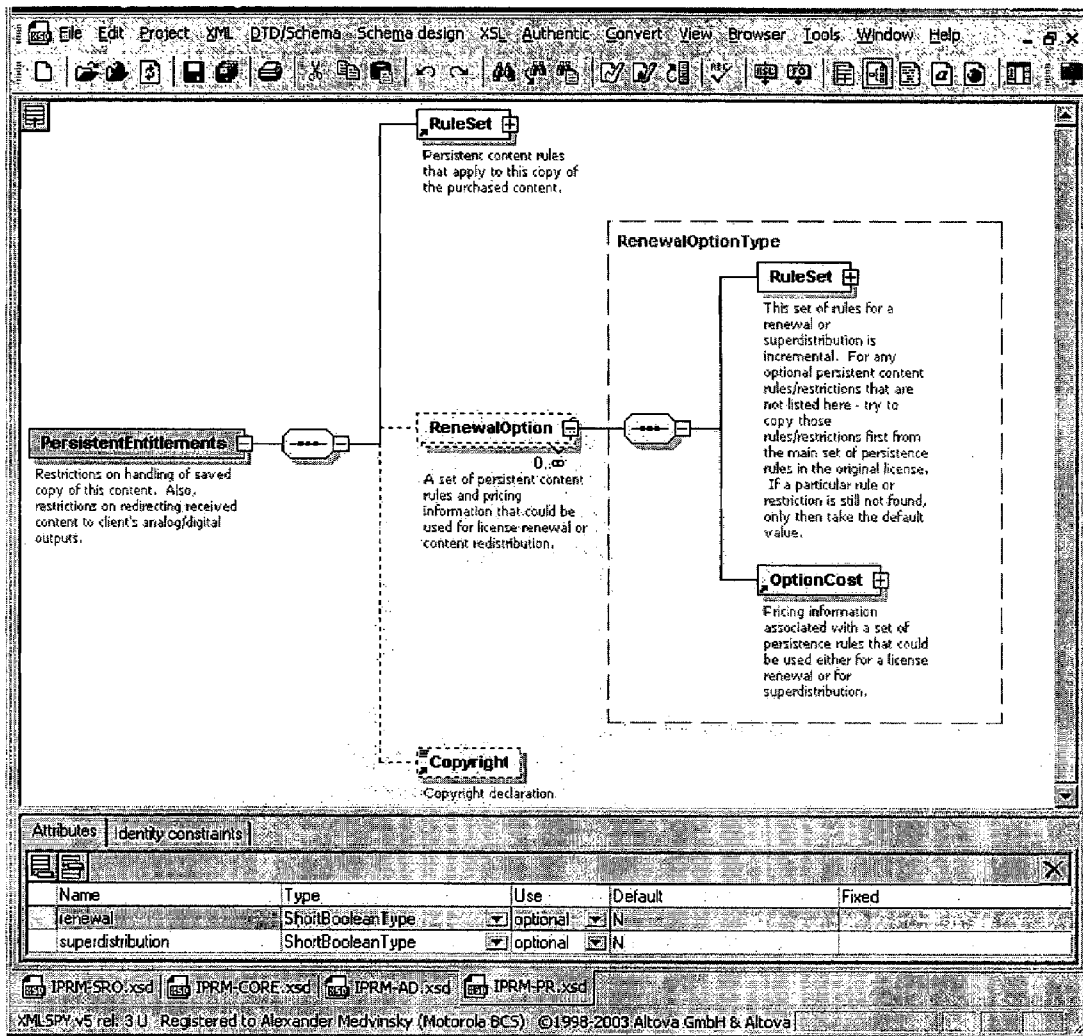 File Edit Project XML DTD/Schema Schema design XSL Authentic Convert View Browser Tools Window Help
RuleSet
Persistent content rules
that apply to this copy of
the purchased content.
RenewalOptionType
RuleSet
This set of rules for a
renewal or
superdistribution is
incremental. For any
optional persistent content
rules/restrictions that are
not listed here - try to
copy those
rules/restrictions first from
the main set of persistence
rules in the original license.
If a particular rule or
restriction is still not found,
only then take the default
value.
PersistentEntitlements
Restrictions on handling of saved
copy of this content. Also,
restrictions on redirecting received
content to client's analog/digital
outputs.
RenewalOption
0..∞
A set of persistent content
rules and pricing
information that could be
used for license renewal or
content redistribution.
OptionCost
Pricing information
associated with a set of
persistence rules that could
be used either for a license
renewal or for
superdistribution.
Copyright
Copyright declaration
Attributes Identity constraints
Name Type Use Default Fixed
renewal ShortBooleanType optional N
superdistribution ShortBooleanType optional N
IPRM-SRO.xsd IPRM-CORE.xsd IPRM-AD.xsd IPRM-PR.xsd
XMLSPY v5 rel. 3 U Registered to Alexander Medvinsky (Motorola BCS) ©1998-2003 Altova GmbH & Altova